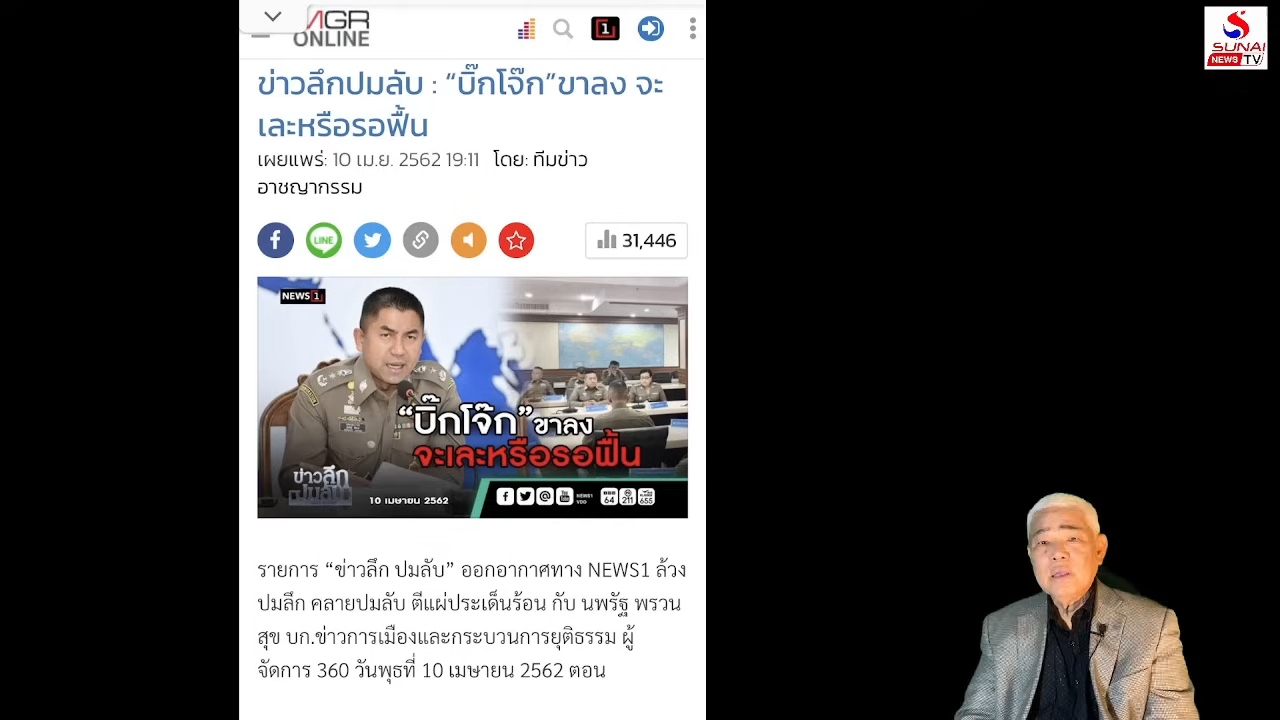 MGR
ONLINE
1
SUNAI
NEWS TV
ข่าวลึกปมลับ : “บิ๊กโจ๊ก”ขาลง จะ
เละหรือรอฟื้น
เผยแพร่: 10 เม.ย. 2562 19:11 โดย: ทีมข่าว
อาชญากรรม
f
LINE
31,446
NEWS 1
“บิ๊กโจ๊ก”ขาลง
จะเละหรือรอฟื้น
ข่าวลึก
ปมลับ
10 เมษายน 2562
NEWS1
VDO
64 211 655
รายการ “ข่าวลึก ปมลับ” ออกอากาศทาง NEWS1 ล้วง
ปมลึก คลายปมลับ ตีแผ่ประเด็นร้อน กับ นพรัฐ พรวน
สุข บก.ข่าวการเมืองและกระบวนการยุติธรรม ผู้
จัดการ 360 วันพุธที่ 10 เมษายน 2562 ตอน